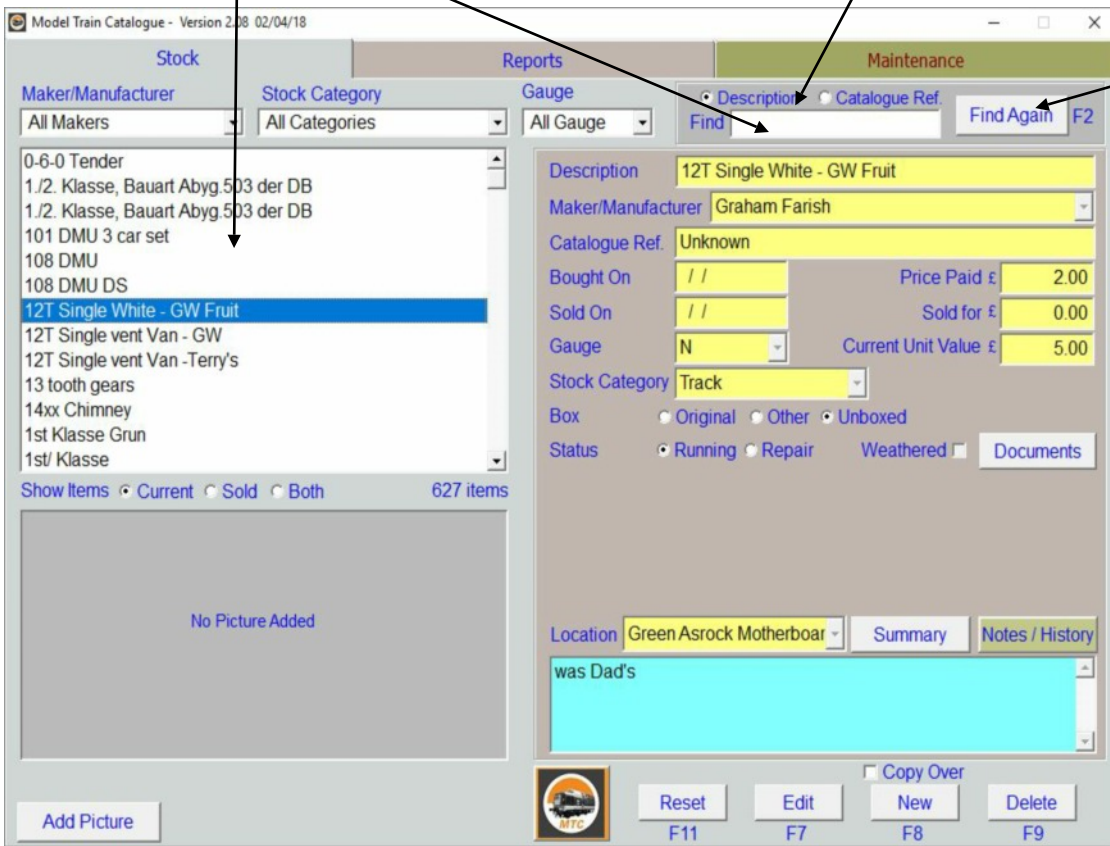 Model Train Catalogue - Version 2.08 02/04/18
Stock
Reports
Maintenance
Maker/Manufacturer
Stock Category
Gauge
Description
Catalogue Ref.
All Makers
All Categories
All Gauge
Find
Find Again
F2
0-6-0 Tender
1./2. Klasse, Bauart Abyg.503 der DB
1./2. Klasse, Bauart Abyg.503 der DB
101 DMU 3 car set
108 DMU
108 DMU DS
12T Single White - GW Fruit
12T Single vent Van - GW
12T Single vent Van -Terry's
13 tooth gears
14xx Chimney
1st Klasse Grun
1st/ Klasse
Show Items Current Sold Both 627 items
No Picture Added
Add Picture
Description 12T Single White - GW Fruit
Maker/Manufacturer Graham Farish
Catalogue Ref. Unknown
Bought On / / Price Paid £ 2.00
Sold On / / Sold for £ 0.00
Gauge N Current Unit Value £ 5.00
Stock Category Track
Box Original Other Unboxed
Status Running Repair Weathered Documents
Location Green Asrock Motherboar Summary Notes / History
was Dad's
Copy Over
MTC
Reset Edit New Delete
F11 F7 F8 F9